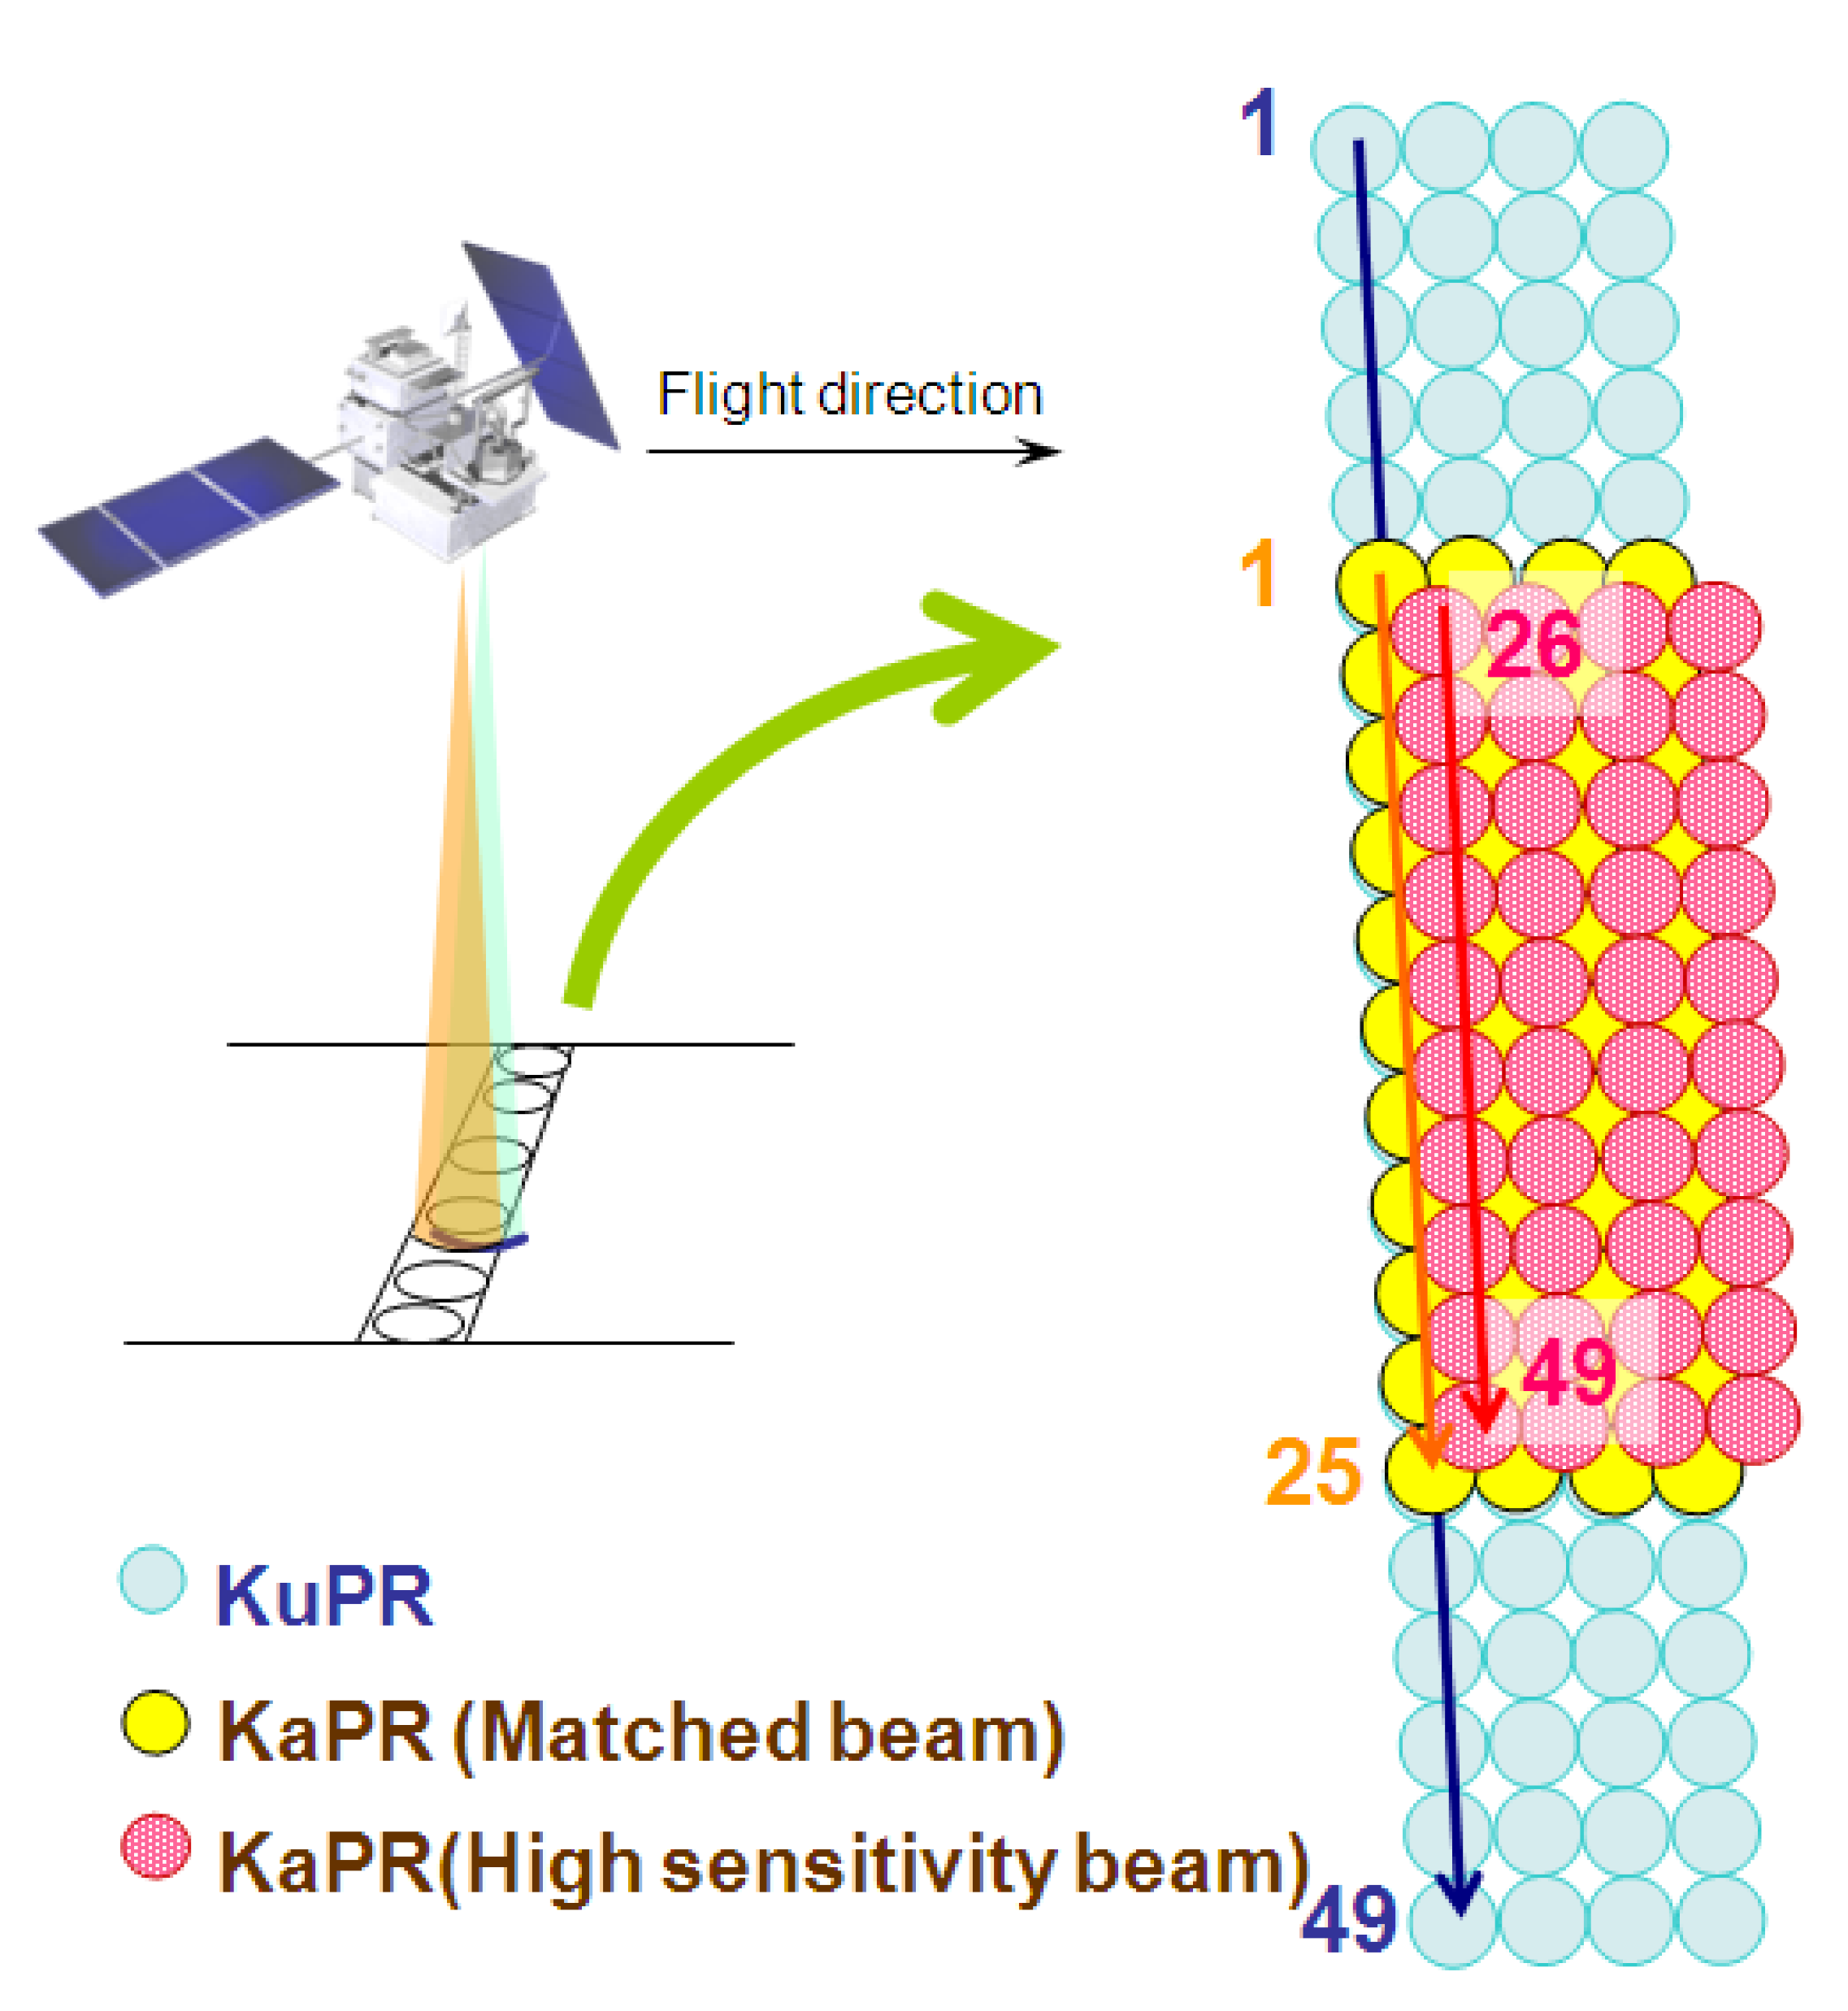 1
Flight direction
1
26
49
25
KuPR
KaPR (Matched beam)
KaPR(High sensitivity beam)
49